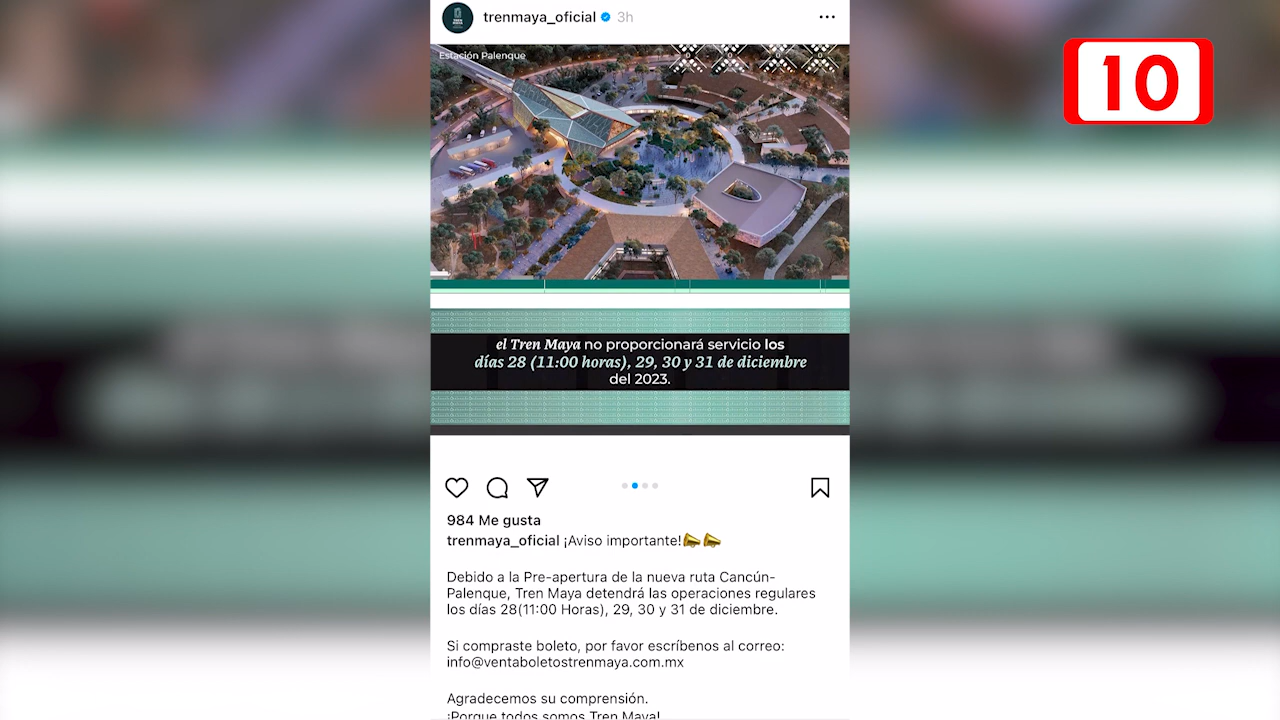 trenmaya_oficial 3h
TREN
MAYA
10
Estación Palenque
el Tren Maya no proporcionará servicio los
días 28 (11:00 horas), 29, 30 y 31 de diciembre
del 2023.
984 Me gusta
trenmaya_oficial ¡Aviso importante!
Debido a la Pre-apertura de la nueva ruta Cancún-
Palenque, Tren Maya detendrá las operaciones regulares
los días 28(11:00 Horas), 29, 30 y 31 de diciembre.
Si compraste boleto, por favor escríbenos al correo:
info@ventaboletostrenmaya.com.mx
Agradecemos su comprensión.
¡Porque todos somos Tren Maya!